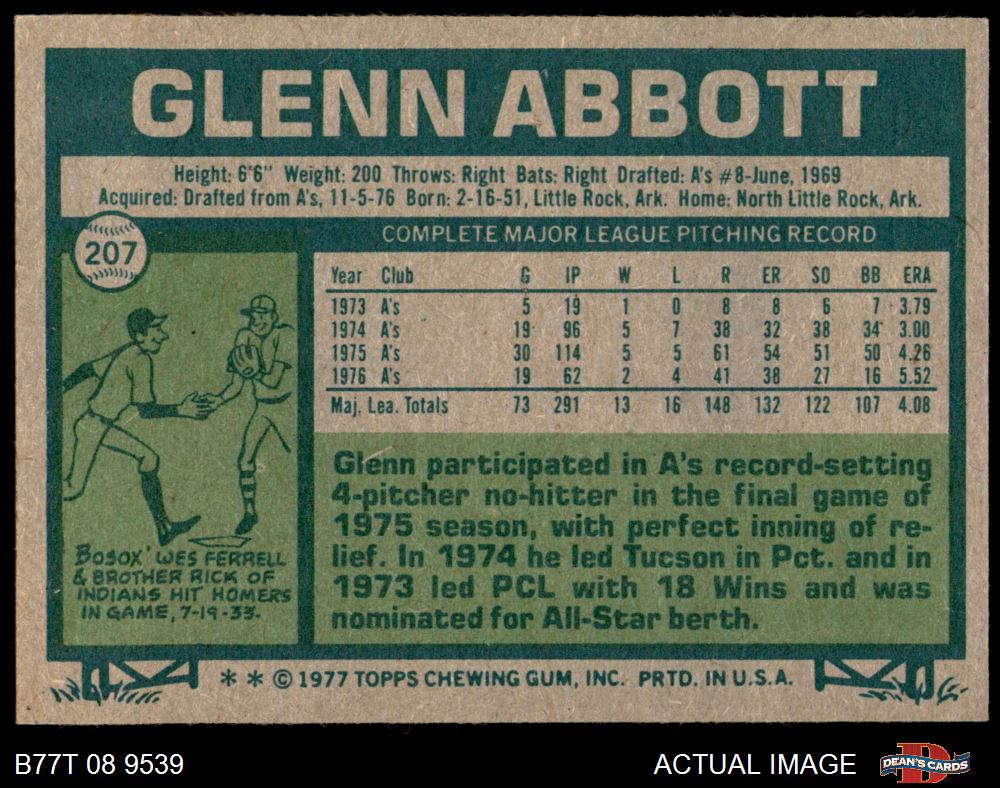 GLENN ABBOTT
Height: 6'6" Weight: 200 Throws: Right Bats: Right Drafted: A's #8-June, 1969
Acquired: Drafted from A's, 11-5-76 Born: 2-16-51, Little Rock, Ark. Home: North Little Rock, Ark.
207
COMPLETE MAJOR LEAGUE PITCHING RECORD
Year Club G IP W L R ER SO BB ERA
1973 A's 5 19 1 0 8 8 6 7 3.79
1974 A's 19 96 5 7 38 32 38 34 3.00
1975 A's 30 114 5 5 61 54 51 50 4.26
1976 A's 19 62 2 4 41 38 27 16 5.52
Maj. Lea. Totals 73 291 13 16 148 132 122 107 4.08
BOSOX' WES FERRELL
& BROTHER RICK OF
INDIANS HIT HOMERS
IN GAME, 7-19-33.
Glenn participated in A's record-setting
4-pitcher no-hitter in the final game of
1975 season, with perfect inning of re-
lief. In 1974 he led Tucson in Pct. and in
1973 led PCL with 18 Wins and was
nominated for All-Star berth.
* * © 1977 TOPPS CHEWING GUM, INC. PRTD. IN U.S.A.
B77T 08 9539
ACTUAL IMAGE
D
DEAN'S CARDS